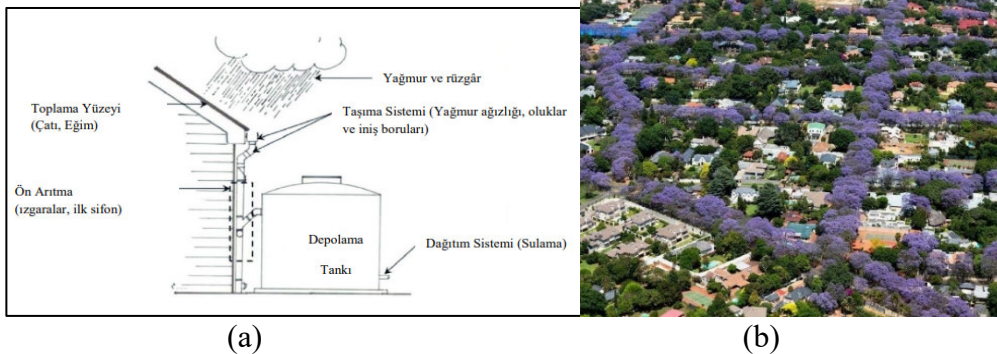 Yağmur ve rüzgâr
Toplama Yüzeyi
(Çatı, Eğim)
Taşıma Sistemi (Yağmur ağızlığı, oluklar
ve iniş boruları)
Ön Arıtma
(ızgaralar, ilk sifon)
Depolama
Tankı
Dağıtım Sistemi (Sulama)
(a)
(b)